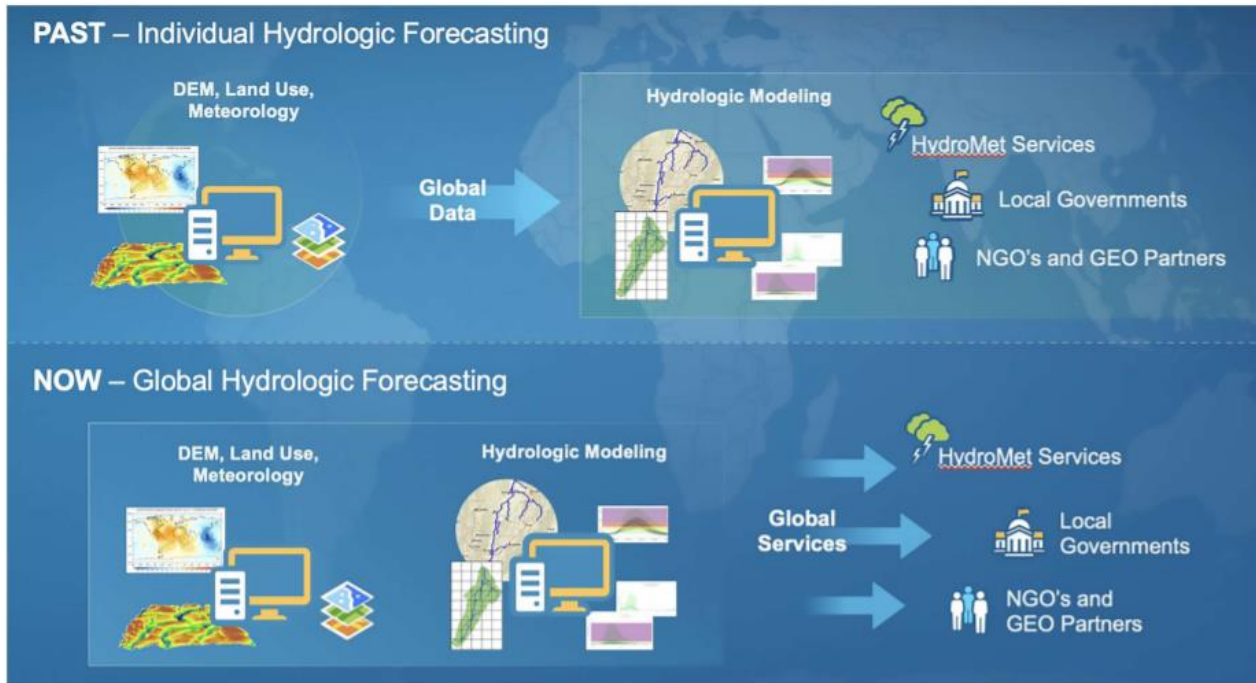 PAST – Individual Hydrologic Forecasting
DEM, Land Use,
Meteorology
Global
Data
Hydrologic Modeling
HydroMet Services
Local Governments
NGO's and GEO Partners
NOW – Global Hydrologic Forecasting
DEM, Land Use,
Meteorology
Hydrologic Modeling
Global
Services
HydroMet Services
Local
Governments
NGO's and
GEO Partners